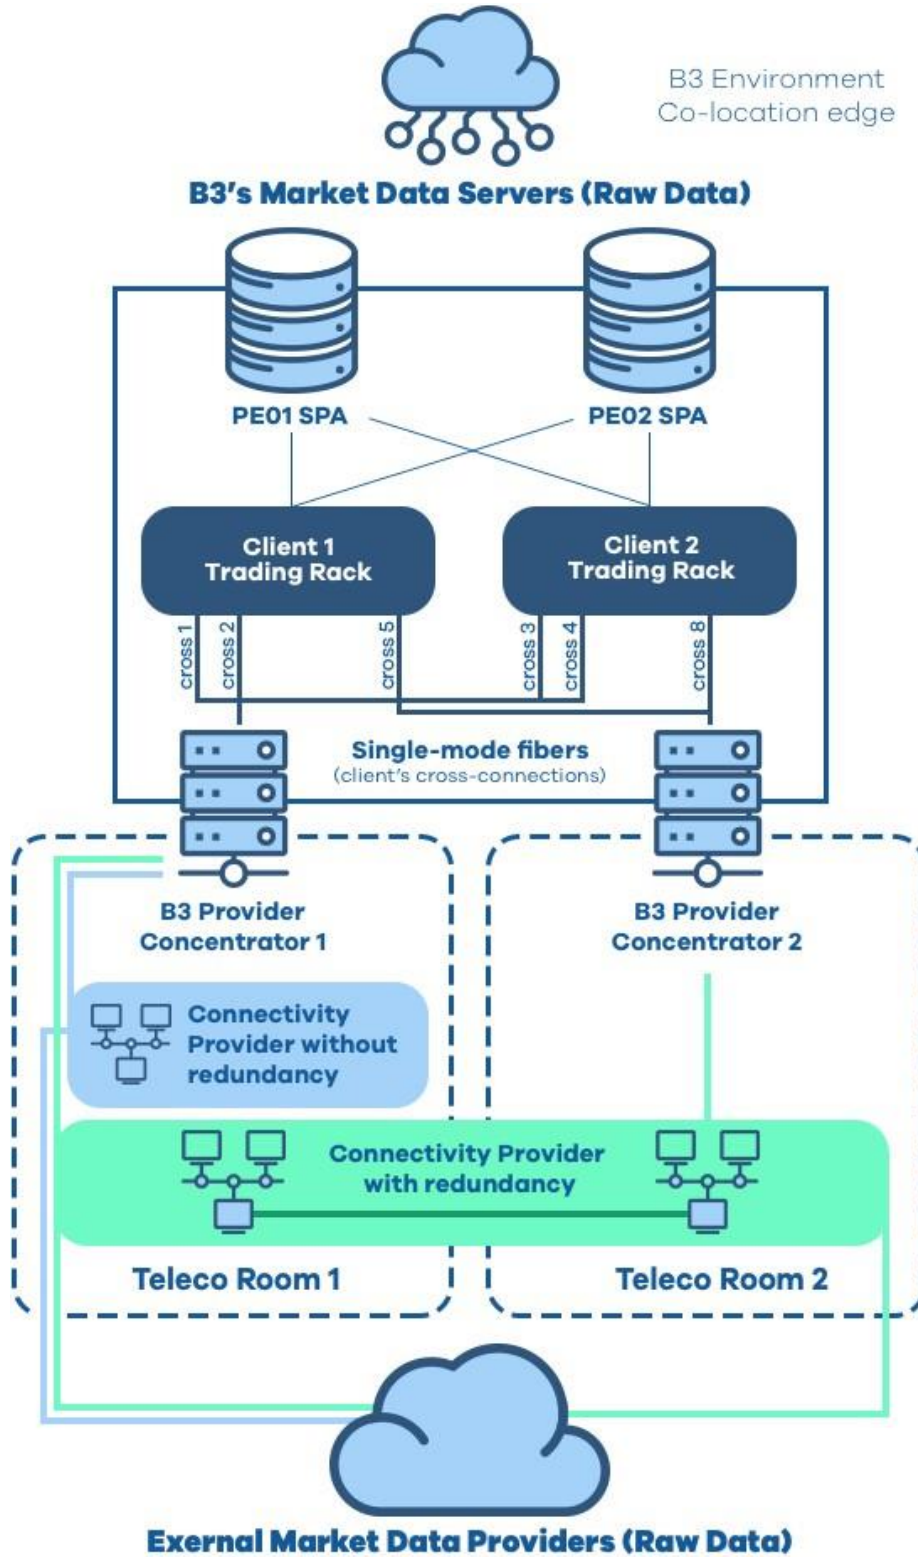 B3 Environment
Co-location edge
B3's Market Data Servers (Raw Data)
PE01 SPA
PE02 SPA
Client 1
Trading Rack
Client 2
Trading Rack
cross 1
cross 2
cross 5
cross 3
cross 4
cross 8
Single-mode fibers
(client's cross-connections)
B3 Provider
Concentrator 1
B3 Provider
Concentrator 2
Connectivity
Provider without
redundancy
Connectivity Provider
with redundancy
Teleco Room 1
Teleco Room 2
Exernal Market Data Providers (Raw Data)